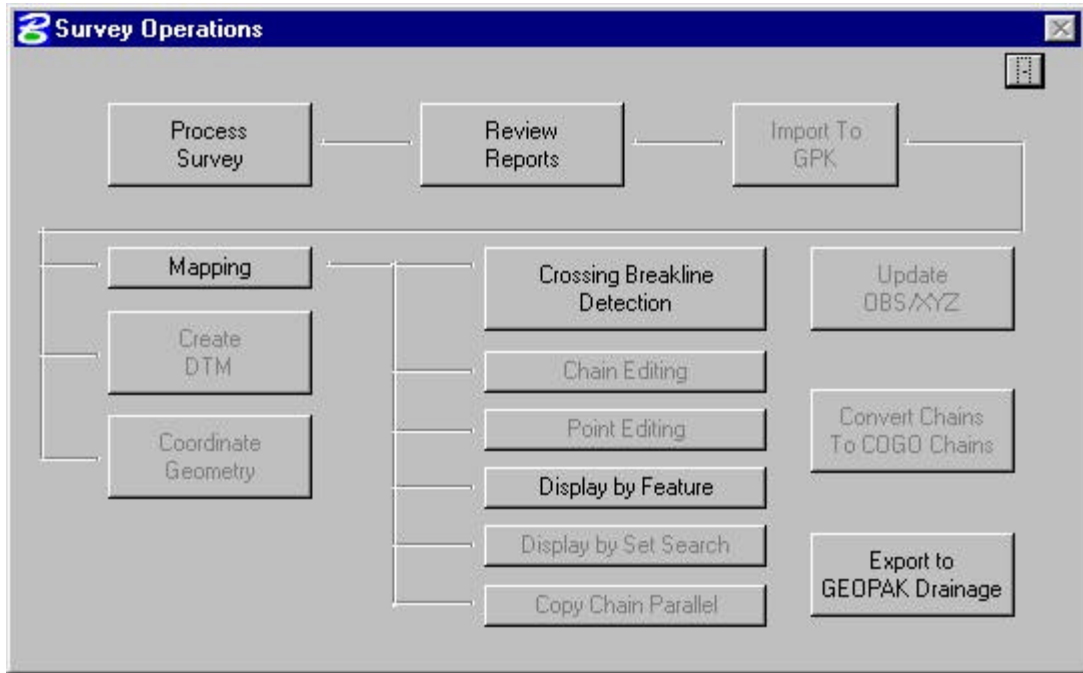 Survey Operations
Process
Survey
Review
Reports
Import To
GPK
Mapping
Create
DTM
Coordinate
Geometry
Crossing Breakline
Detection
Chain Editing
Point Editing
Display by Feature
Display by Set Search
Copy Chain Parallel
Update
OBS/XYZ
Convert Chains
To COGO Chains
Export to
GEOPAK Drainage